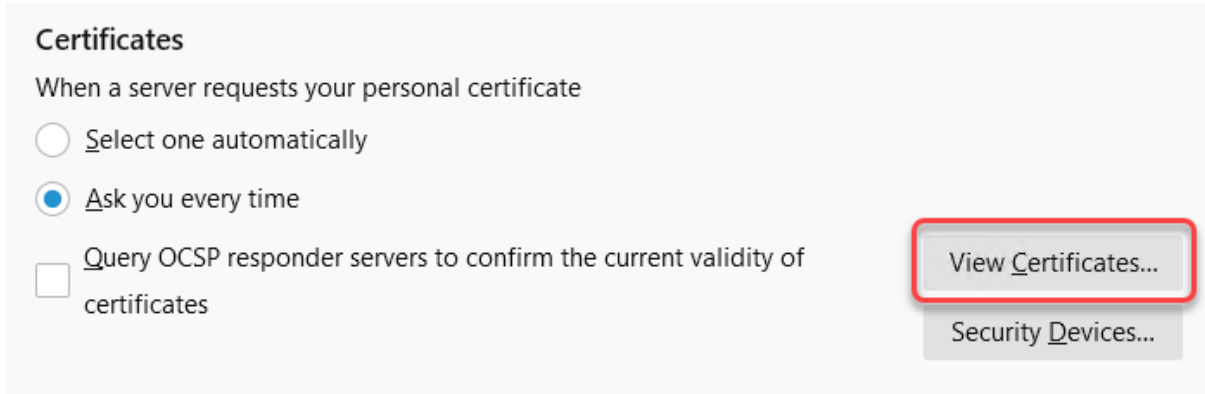 Certificates
When a server requests your personal certificate
Select one automatically
Ask you every time
Query OCSP responder servers to confirm the current validity of
certificates
View Certificates...
Security Devices...